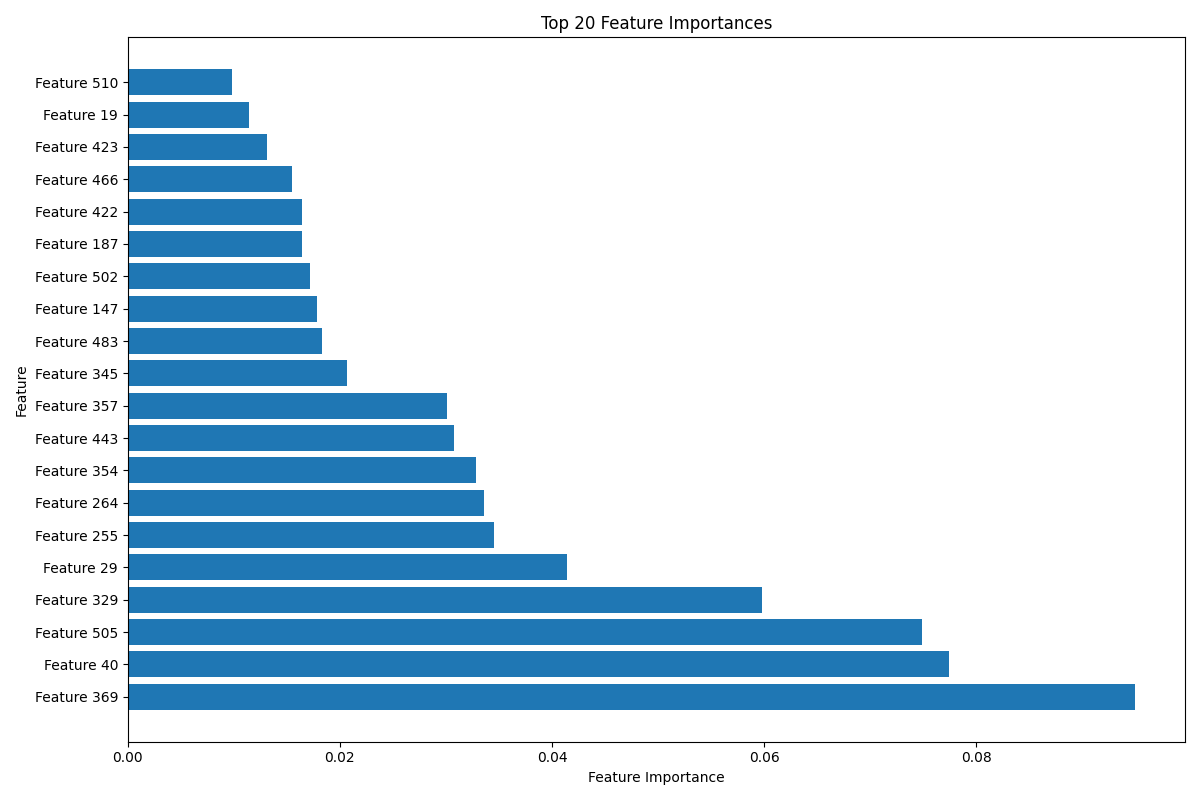 Top 20 Feature Importances
Feature
Feature 510
Feature 19
Feature 423
Feature 466
Feature 422
Feature 187
Feature 502
Feature 147
Feature 483
Feature 345
Feature 357
Feature 443
Feature 354
Feature 264
Feature 255
Feature 29
Feature 329
Feature 505
Feature 40
Feature 369
0.00 0.02 0.04 0.06 0.08
Feature Importance